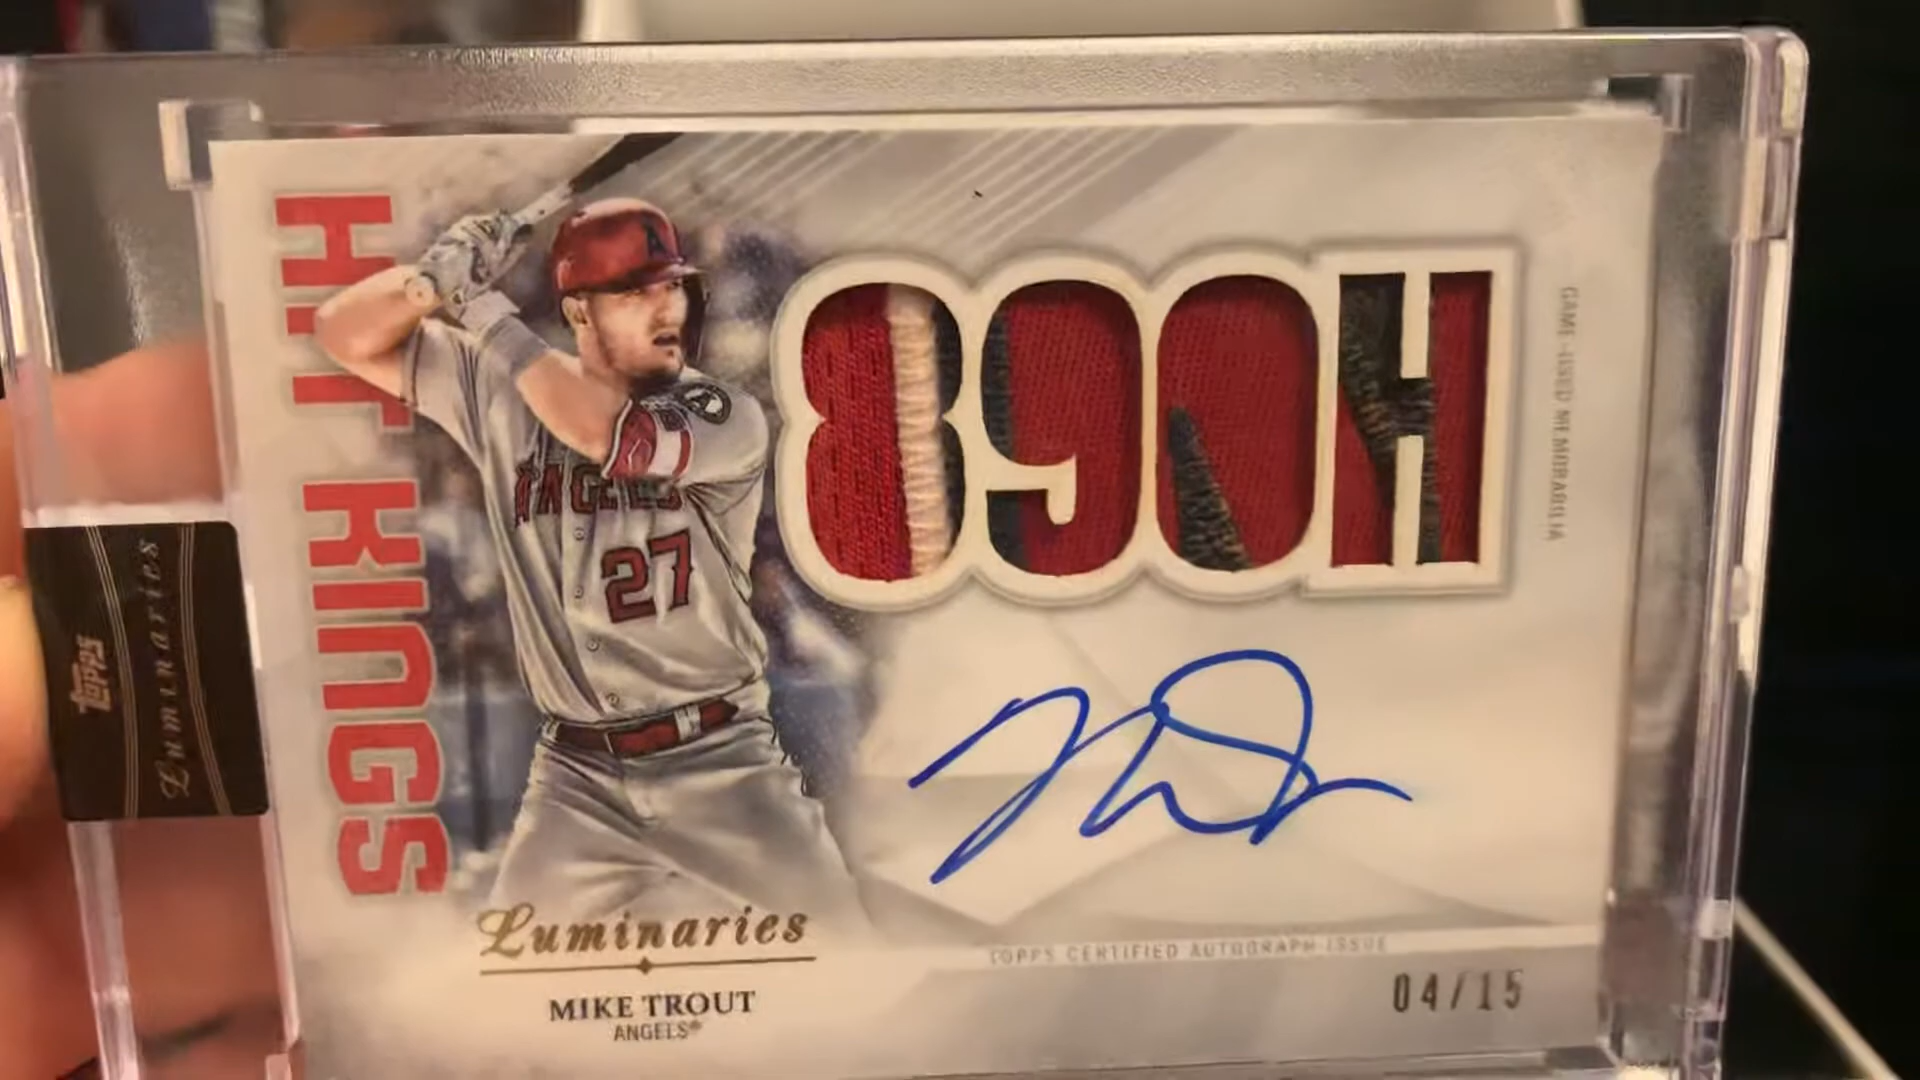 HIT KINGS
890H
GAME-USED MEMORABILIA
A
ANGELS
27
Topps
Luminaries
Luminaries
MIKE TROUT
ANGELS®
TOPPS CERTIFIED AUTOGRAPH ISSUE
04/15